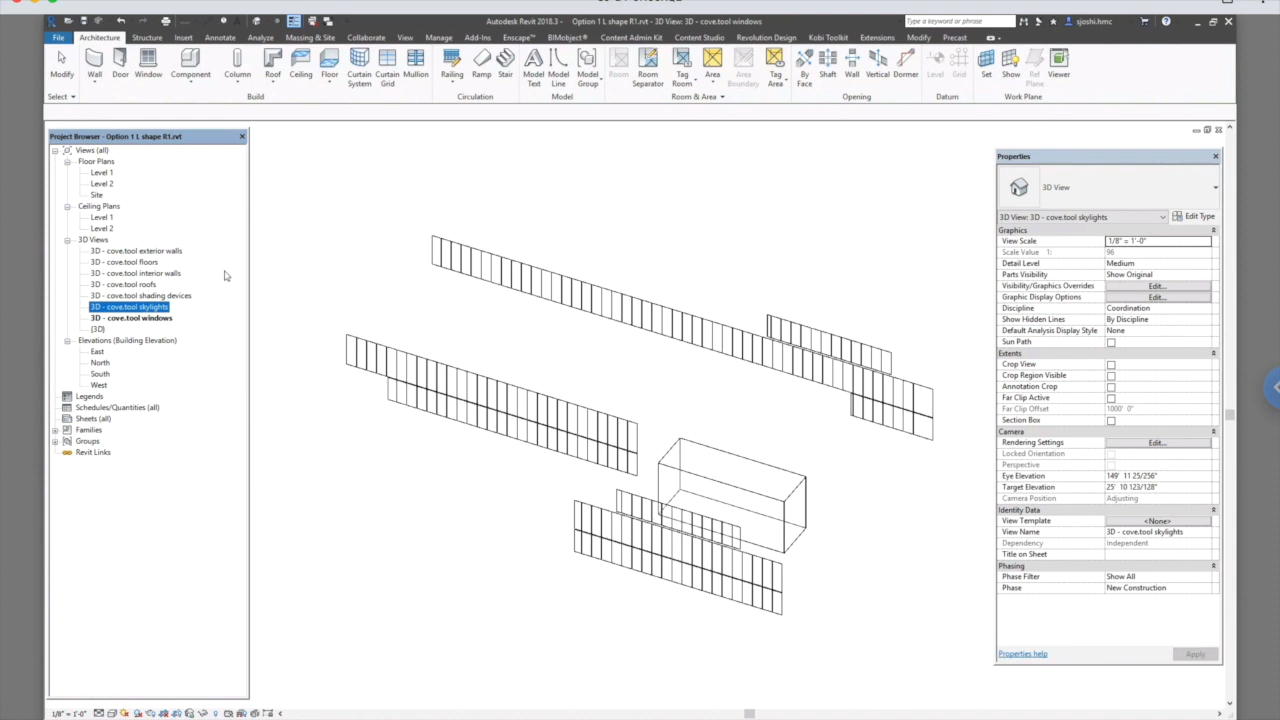 Autodesk Revit 2018.3 - Option 1 L shape R1.rvt - 3D View: 3D - cove.tool windows
Type a keyword or phrase
sjoshi.hmc
File Architecture Structure Insert Annotate Analyze Massing & Site Collaborate View Manage Add-Ins Enscape™ BIMobject® Content Admin Kit Content Studio Revolution Design Kobi Toolkit Extensions Modify Precast
Modify Wall Door Window Component Column Roof Ceiling Floor Curtain System Curtain Grid Mullion Railing Ramp Stair Model Text Model Line Model Group Room Room Separator Tag Room Area Area Boundary Tag Area By Face Shaft Wall Vertical Dormer Level Grid Set Show Ref Plane Viewer
Select Build Circulation Model Room & Area Opening Datum Work Plane
Project Browser - Option 1 L shape R1.rvt
Views (all)
Floor Plans
Level 1
Level 2
Site
Ceiling Plans
Level 1
Level 2
3D Views
3D - cove.tool exterior walls
3D - cove.tool floors
3D - cove.tool interior walls
3D - cove.tool roofs
3D - cove.tool shading devices
3D - cove.tool skylights
3D - cove.tool windows
{3D}
Elevations (Building Elevation)
East
North
South
West
Legends
Schedules/Quantities (all)
Sheets (all)
Families
Groups
Revit Links
Properties
3D View
3D View: 3D - cove.tool skylights Edit Type
Graphics
View Scale 1/8" = 1'-0"
Scale Value 1: 96
Detail Level Medium
Parts Visibility Show Original
Visibility/Graphics Overrides Edit...
Graphic Display Options Edit...
Discipline Coordination
Show Hidden Lines By Discipline
Default Analysis Display Style None
Sun Path
Extents
Crop View
Crop Region Visible
Annotation Crop
Far Clip Active
Far Clip Offset 1000' 0"
Section Box
Camera
Rendering Settings Edit...
Locked Orientation
Perspective
Eye Elevation 149' 11 25/256"
Target Elevation 25' 10 123/128"
Camera Position Adjusting
Identity Data
View Template <None>
View Name 3D - cove.tool skylights
Dependency Independent
Title on Sheet
Phasing
Phase Filter Show All
Phase New Construction
Properties help Apply
1/8" = 1'-0"